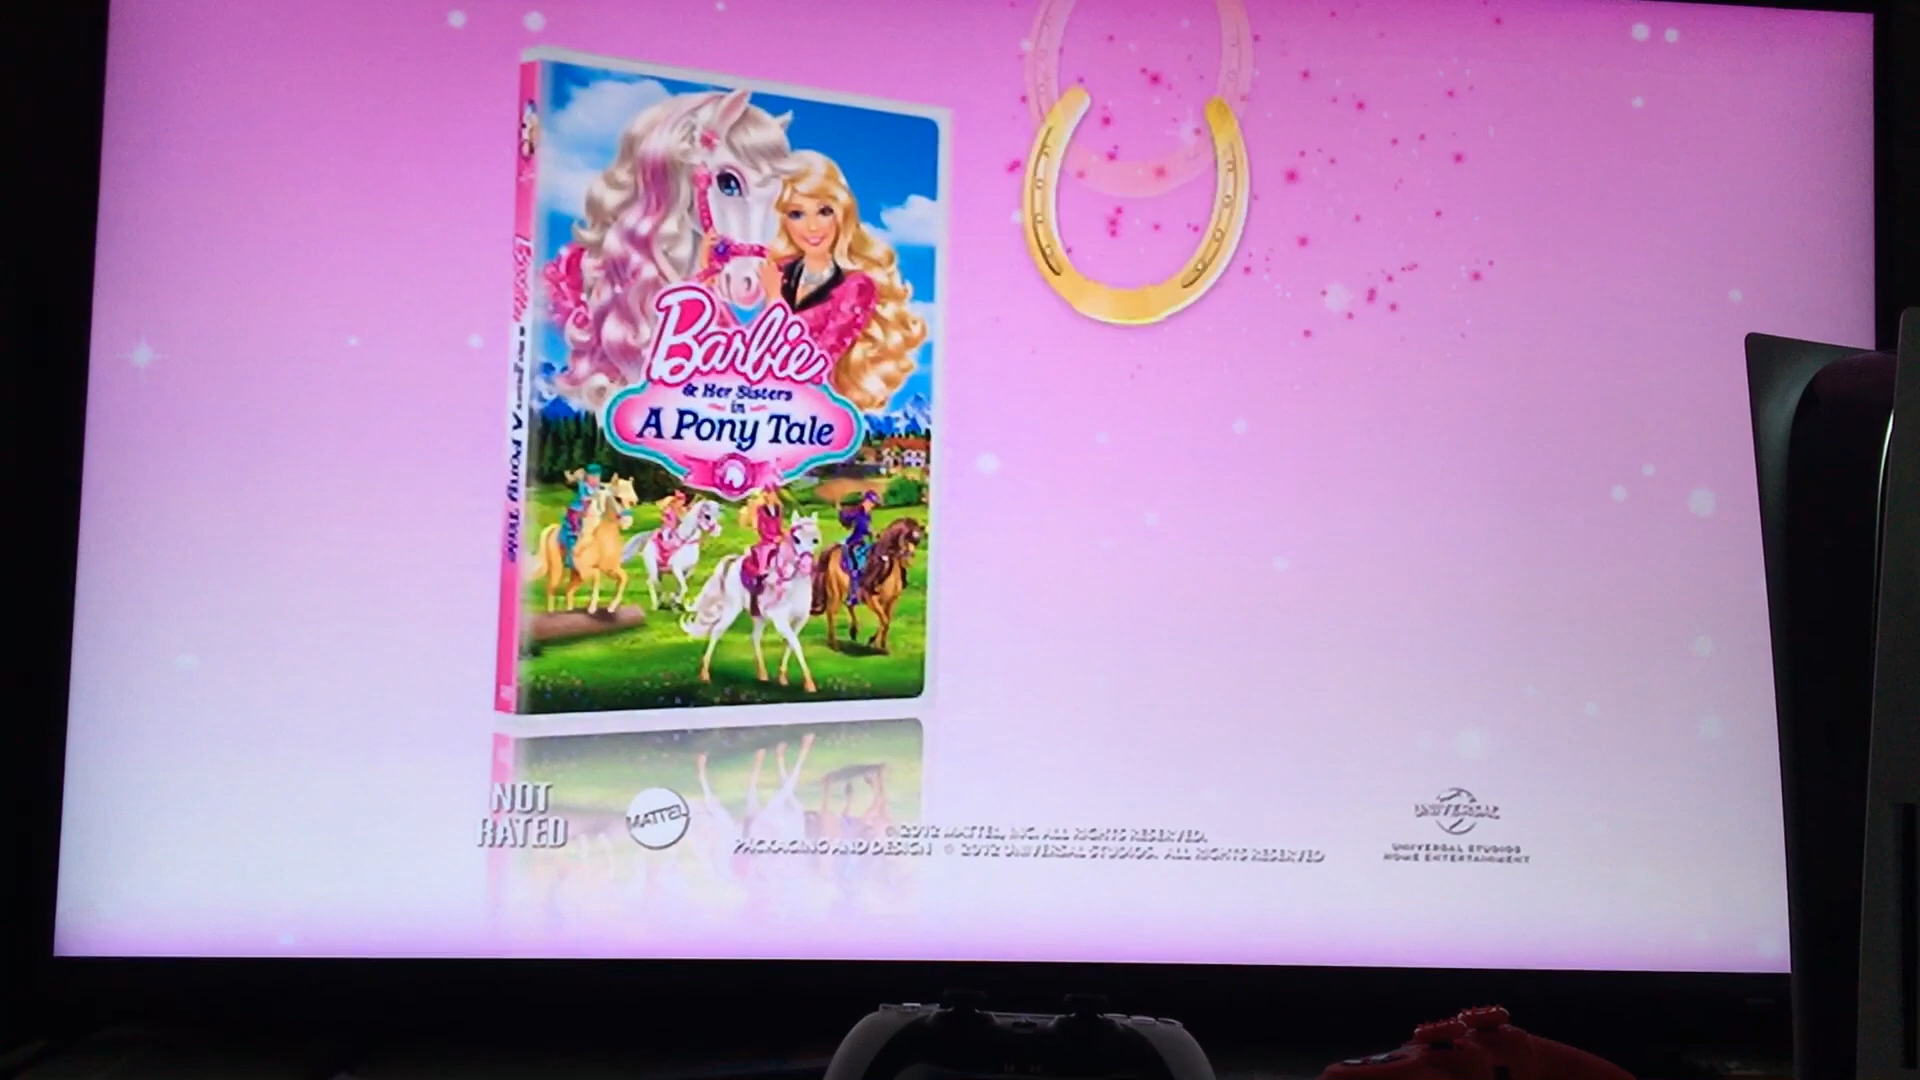 Barbie
& Her Sisters
in
A Pony Tale
Barbie & Her Sisters in A Pony Tale
NOT
RATED
MATTEL
© 2012 MATTEL, INC. ALL RIGHTS RESERVED.
PACKAGING AND DESIGN © 2012 UNIVERSAL STUDIOS. ALL RIGHTS RESERVED
UNIVERSAL
UNIVERSAL STUDIOS
HOME ENTERTAINMENT